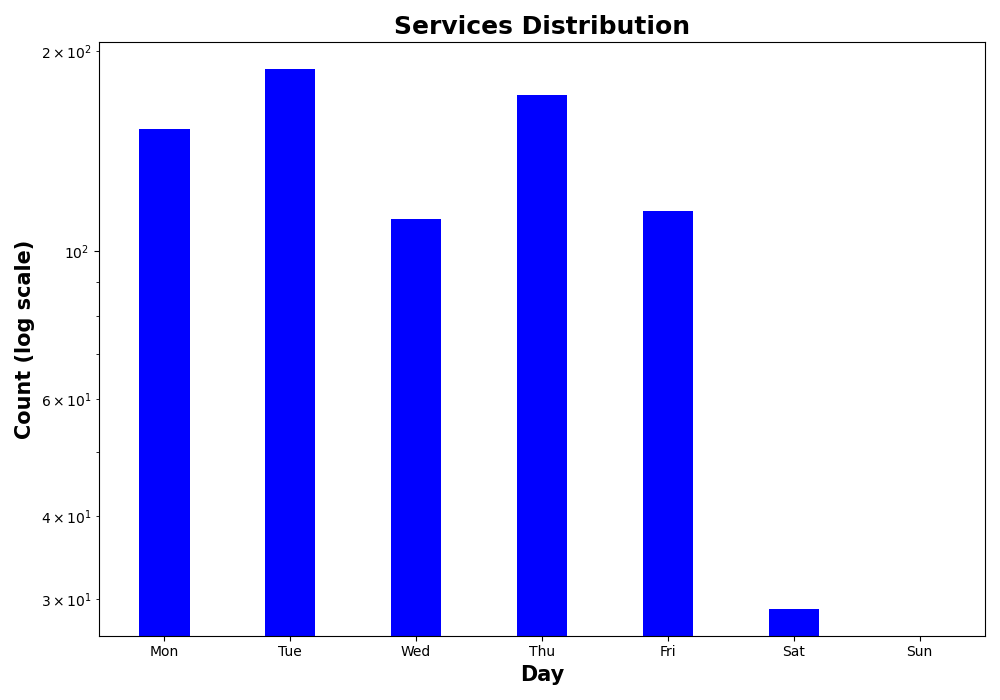 Services Distribution
Count (log scale)
2 × 10²
10²
6 × 10¹
4 × 10¹
3 × 10¹
Mon Tue Wed Thu Fri Sat Sun
Day